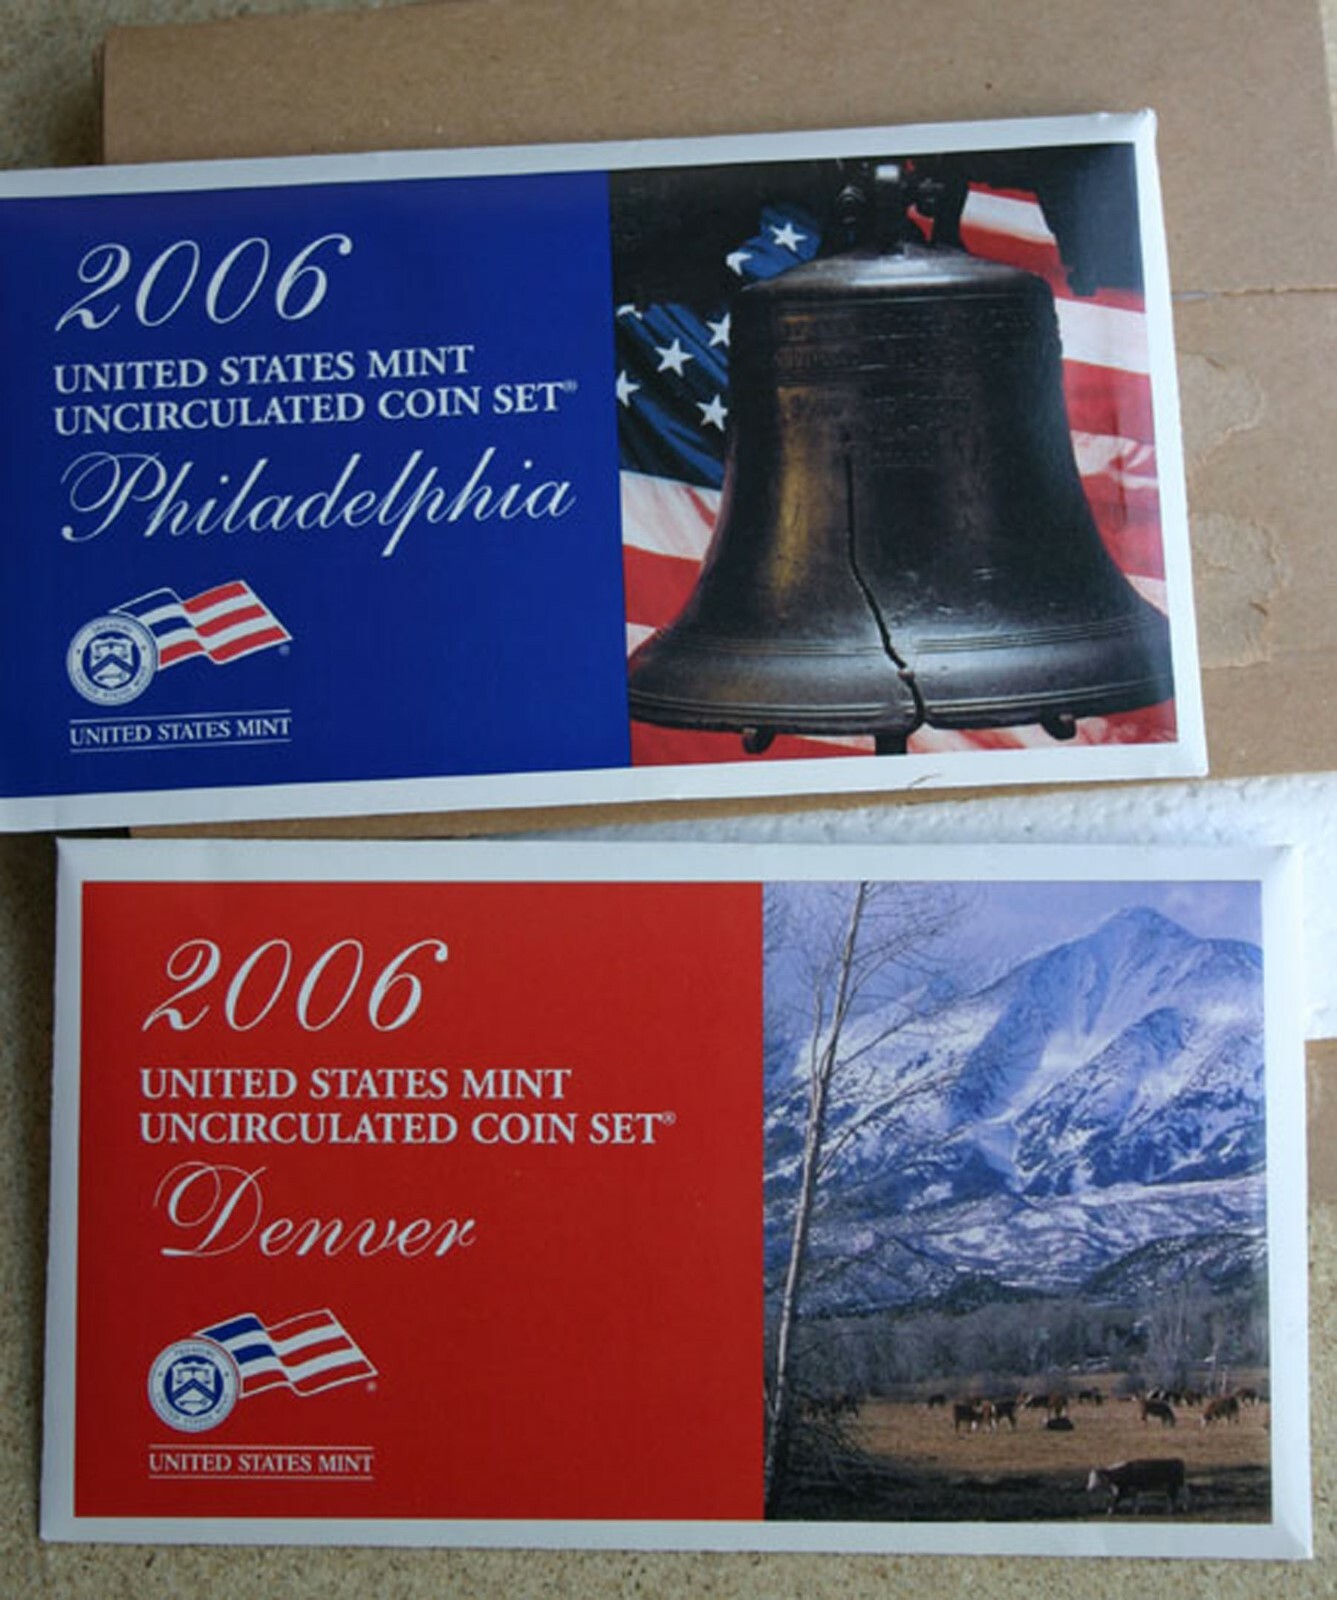 2006
UNITED STATES MINT
UNCIRCULATED COIN SET®
Philadelphia
UNITED STATES MINT
2006
UNITED STATES MINT
UNCIRCULATED COIN SET®
Denver
UNITED STATES MINT